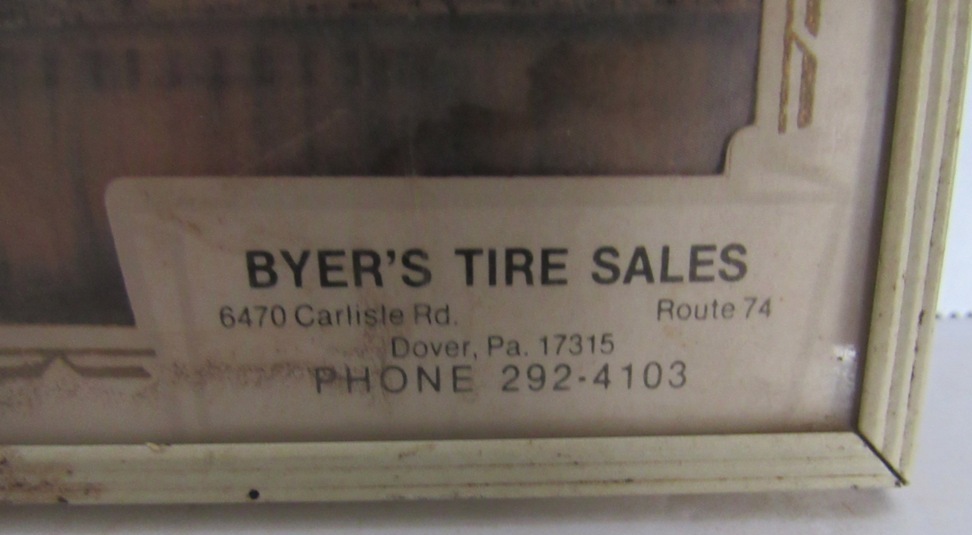 BYER'S TIRE SALES
6470 Carlisle Rd. Route 74
Dover, Pa. 17315
PHONE 292-4103